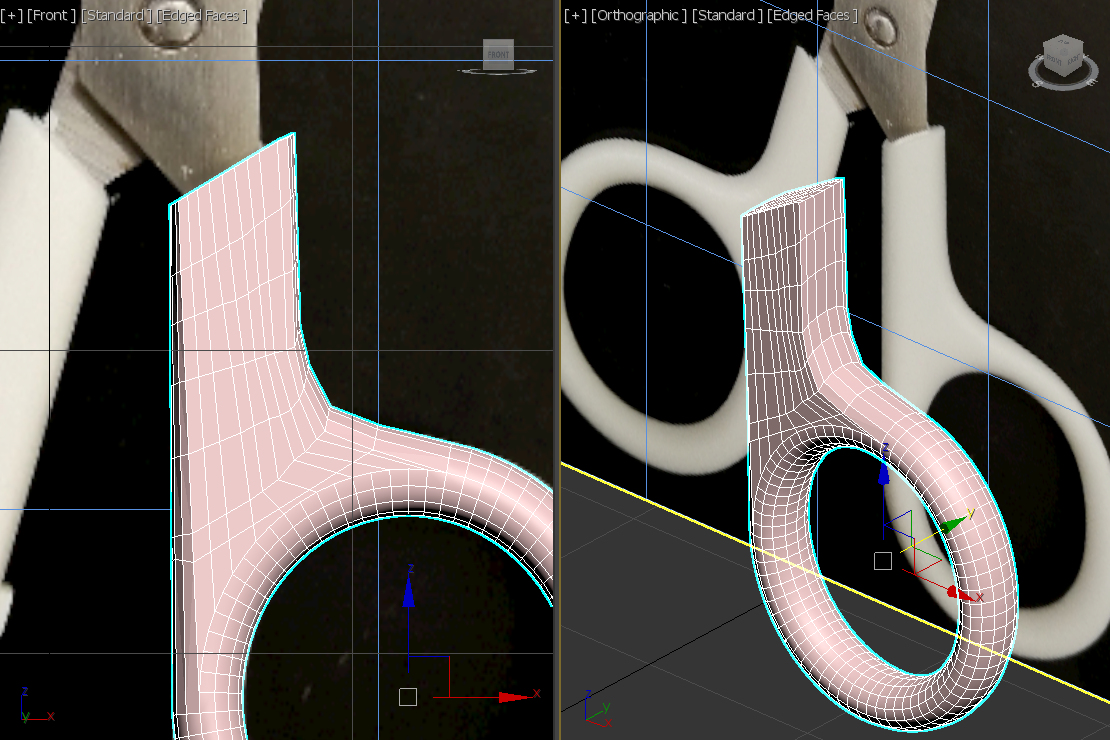 [+] [Front ] [Standard ] [Edged Faces ]
FRONT
z
x
z
y
x
[+] [Orthographic ] [Standard ] [Edged Faces ]
z
y
x
z
y
x